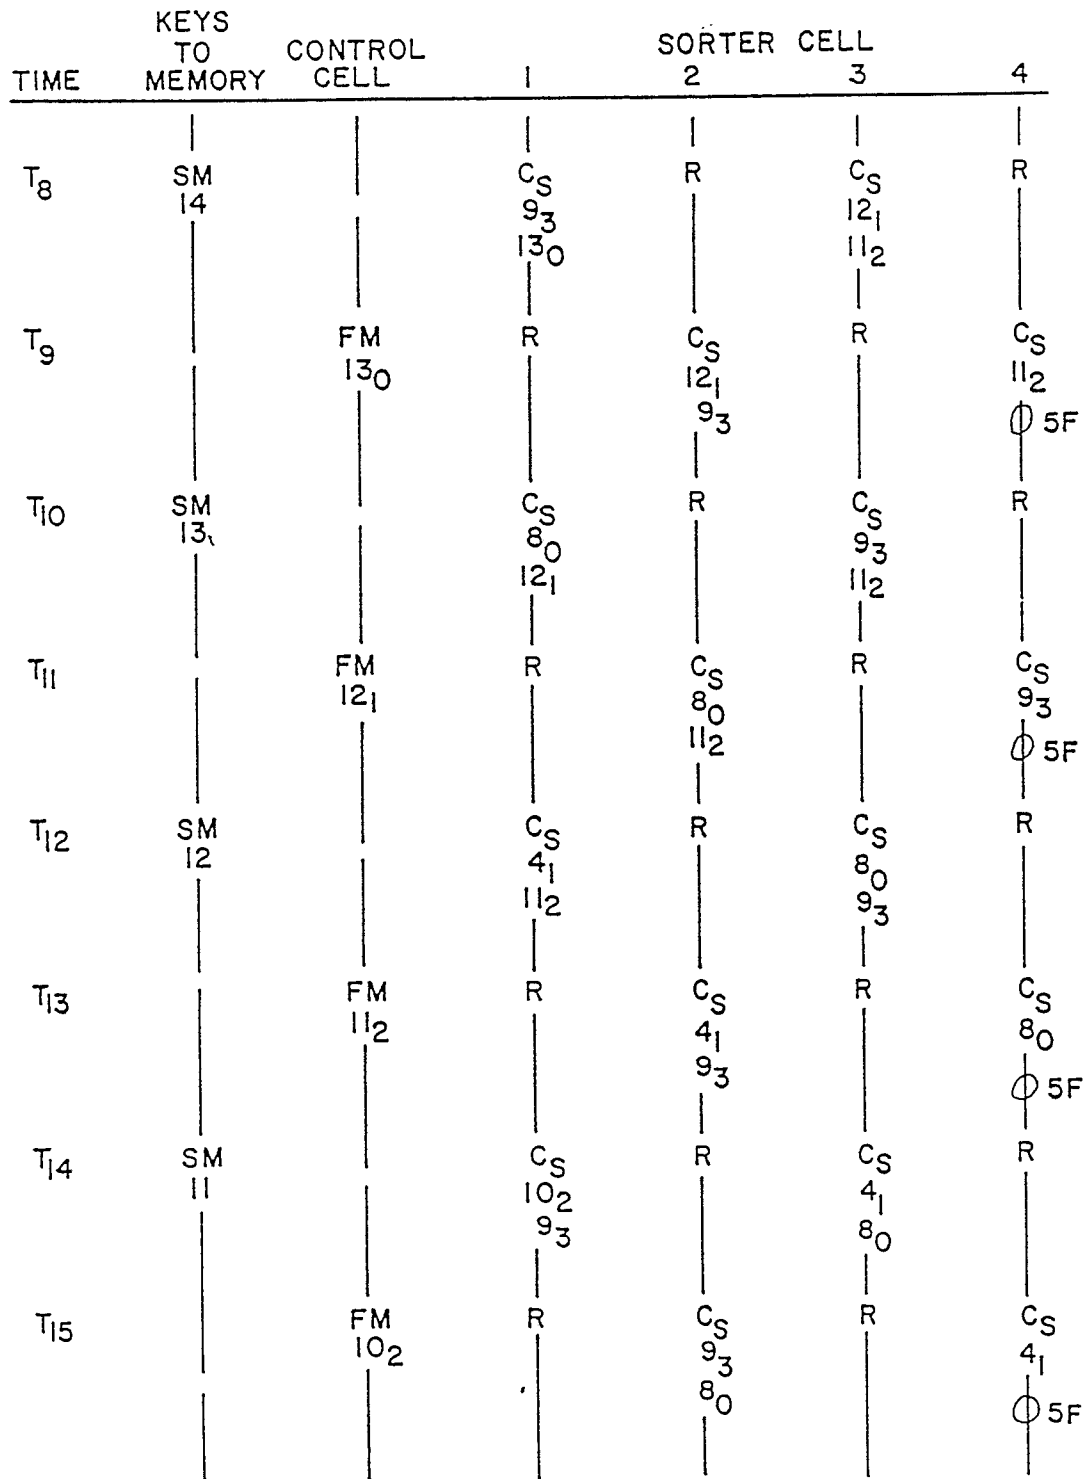 KEYS
TO CONTROL SORTER CELL
TIME MEMORY CELL 1 2 3 4
T8 SM CS R CS R
14 93 121
130 112
T9 FM R CS R CS
130 121 112
93 ∅ 5F
T10 SM CS R CS R
13 80 93
121 112
T11 FM R CS R CS
121 80 93
112 ∅ 5F
T12 SM CS R CS R
12 41 80
112 93
T13 FM R CS R CS
112 41 80
93 ∅ 5F
T14 SM CS R CS R
11 102 41
93 80
T15 FM R CS R CS
102 93 41
80 ∅ 5F